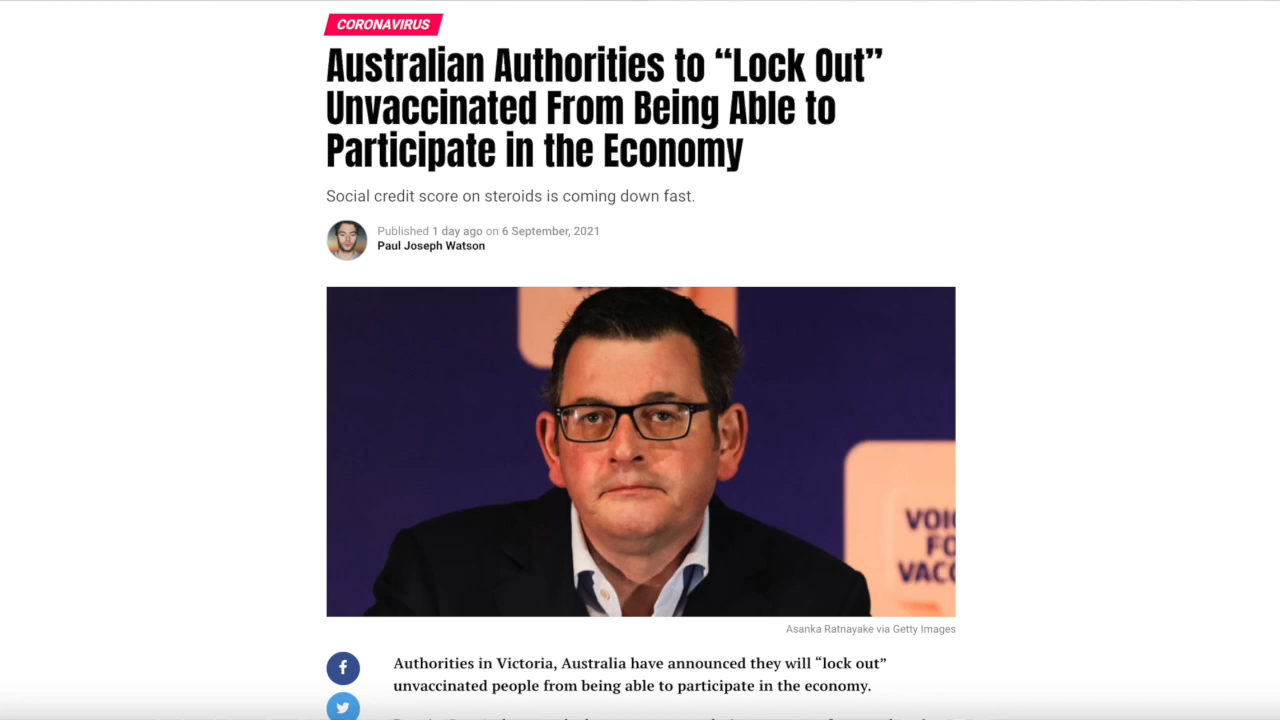 CORONAVIRUS
Australian Authorities to “Lock Out”
Unvaccinated From Being Able to
Participate in the Economy
Social credit score on steroids is coming down fast.
Published 1 day ago on 6 September, 2021
Paul Joseph Watson
VOI
FO
VACC
Asanka Ratnayake via Getty Images
f
Authorities in Victoria, Australia have announced they will “lock out”
unvaccinated people from being able to participate in the economy.